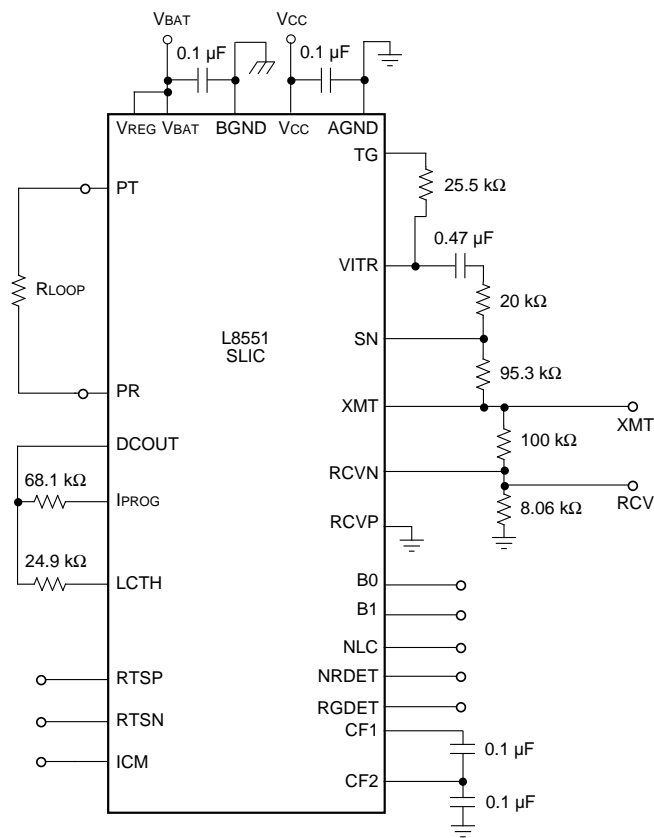 VBAT
VCC
0.1 µF
0.1 µF
VREG VBAT BGND VCC AGND
TG
25.5 kΩ
PT
0.47 µF
VITR
RLOOP
20 kΩ
L8551
SLIC
SN
95.3 kΩ
PR
XMT
XMT
100 kΩ
DCOUT
68.1 kΩ
RCVN
IPROG
RCV
8.06 kΩ
RCVP
24.9 kΩ
LCTH
B0
B1
NLC
RTSP
NRDET
RGDET
RTSN
CF1
ICM
0.1 µF
CF2
0.1 µF